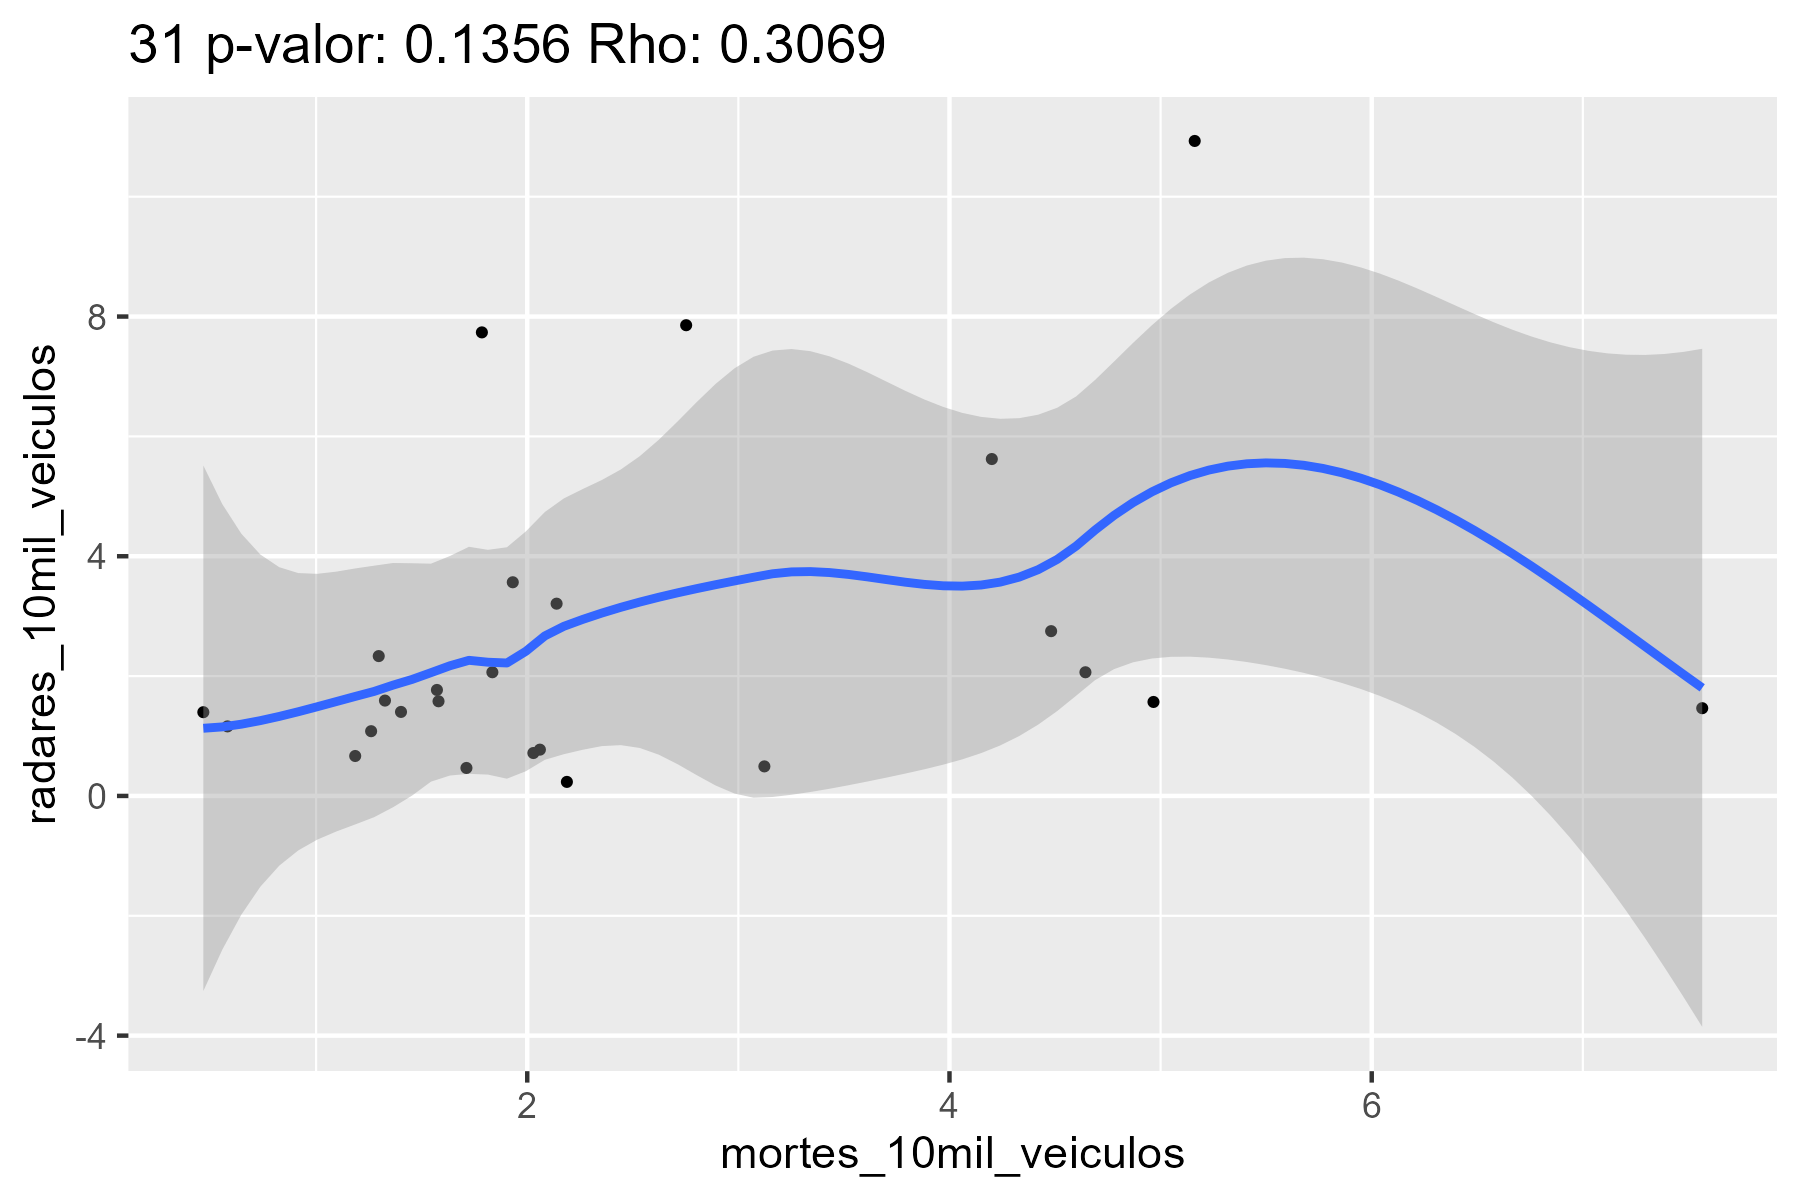 31 p-valor: 0.1356 Rho: 0.3069
radares_10mil_veiculos
8
4
0
-4
2 4 6
mortes_10mil_veiculos